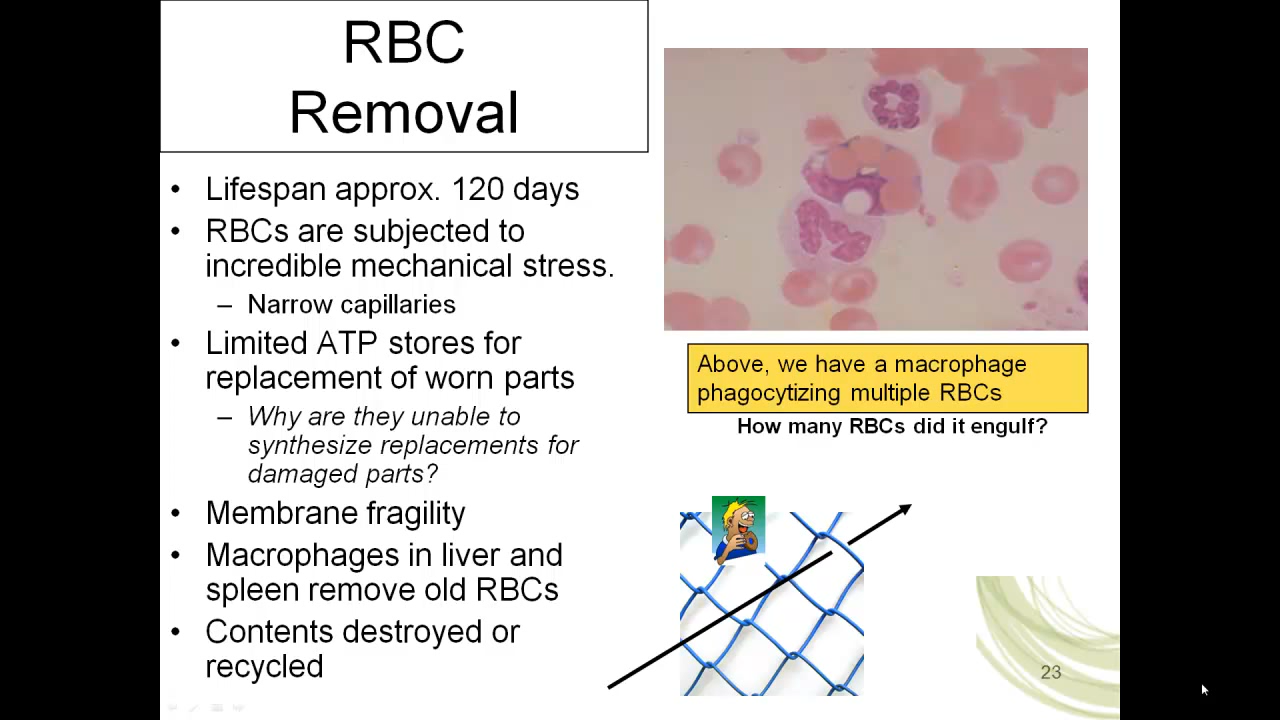 RBC
Removal
• Lifespan approx. 120 days
• RBCs are subjected to
incredible mechanical stress.
– Narrow capillaries
• Limited ATP stores for
replacement of worn parts
– Why are they unable to
synthesize replacements for
damaged parts?
• Membrane fragility
• Macrophages in liver and
spleen remove old RBCs
• Contents destroyed or
recycled
Above, we have a macrophage
phagocytizing multiple RBCs
How many RBCs did it engulf?
23